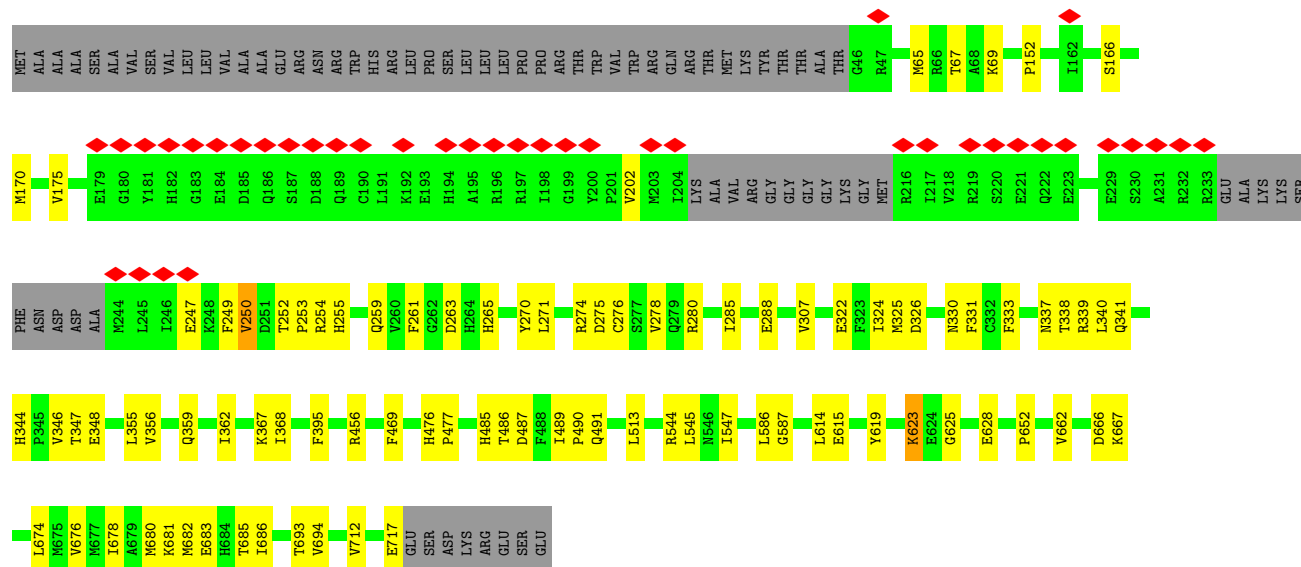 MET ALA ALA ALA SER ALA VAL SER VAL LEU LEU VAL ALA ALA GLU ARG ASN ARG TRP HIS ARG LEU PRO SER LEU LEU LEU PRO PRO ARG THR TRP VAL TRP ARG GLN ARG THR MET LYS TYR THR THR ALA THR G46 R47 M65 R66 T67 A68 K69 P152 I162 S166
M170 V175 E179 G180 Y181 H182 G183 E184 D185 Q186 S187 D188 Q189 C190 L191 K192 E193 H194 A195 R196 R197 I198 G199 Y200 P201 V202 M203 I204 LYS ALA VAL ARG GLY GLY GLY GLY LYS GLY MET R216 I217 V218 R219 S220 E221 Q222 E223 E229 S230 A231 R232 R233 GLU ALA LYS LYS SER
PHE ASN ASP ASP ALA M244 L245 I246 E247 K248 F249 V250 D251 T252 P253 R254 H255 Q259 V260 F261 G262 D263 H264 H265 Y270 L271 R274 D275 C276 S277 V278 Q279 R280 I285 E288 V307 E322 F323 I324 M325 D326 N330 F331 C332 F333 N337 T338 R339 L340 Q341
H344 P345 V346 T347 E348 L355 V356 Q359 I362 K367 I368 F395 R456 F469 H476 P477 H485 T486 D487 F488 I489 P490 Q491 L513 R544 L545 N546 I547 L586 G587 L614 E615 Y619 K623 E624 G625 E628 P652 V662 D666 K667
L674 M675 V676 M677 I678 A679 M680 K681 M682 E683 H684 T685 I686 T693 V694 V712 E717 GLU SER ASP LYS ARG GLU SER GLU